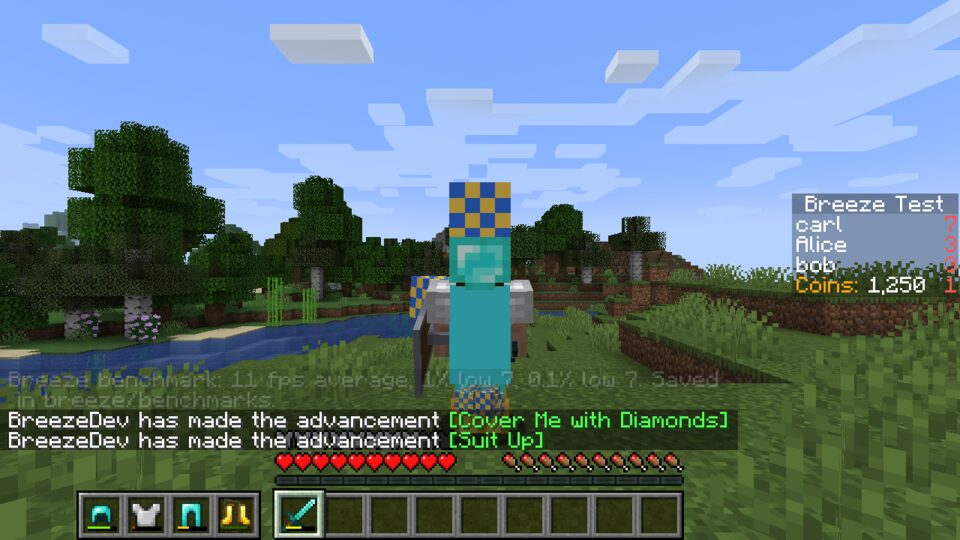 Breeze Test
carl 7
Alice 3
bob
Coins: 1,250 1
Breeze benchmark: 11 fps average, 1% low 7, 0.1% low 7. Saved
in breeze/benchmarks
BreezeDev has made the advancement [Cover Me with Diamonds]
BreezeDev has made the advancement [Suit Up]